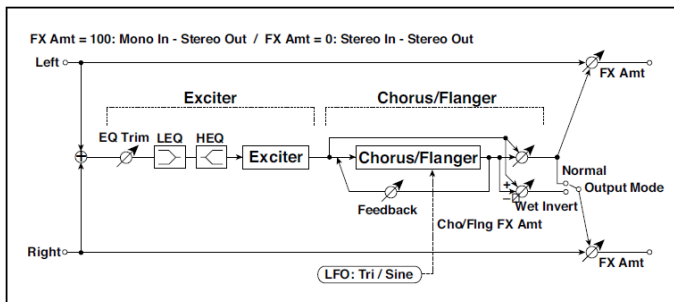 FX Amt = 100: Mono In - Stereo Out / FX Amt = 0: Stereo In - Stereo Out
Left
FX Amt
Exciter
Chorus/Flanger
EQ Trim
LEQ
HEQ
Exciter
Chorus/Flanger
Normal
Output Mode
+
−
Wet Invert
Feedback
Cho/Flng FX Amt
Right
FX Amt
LFO: Tri / Sine